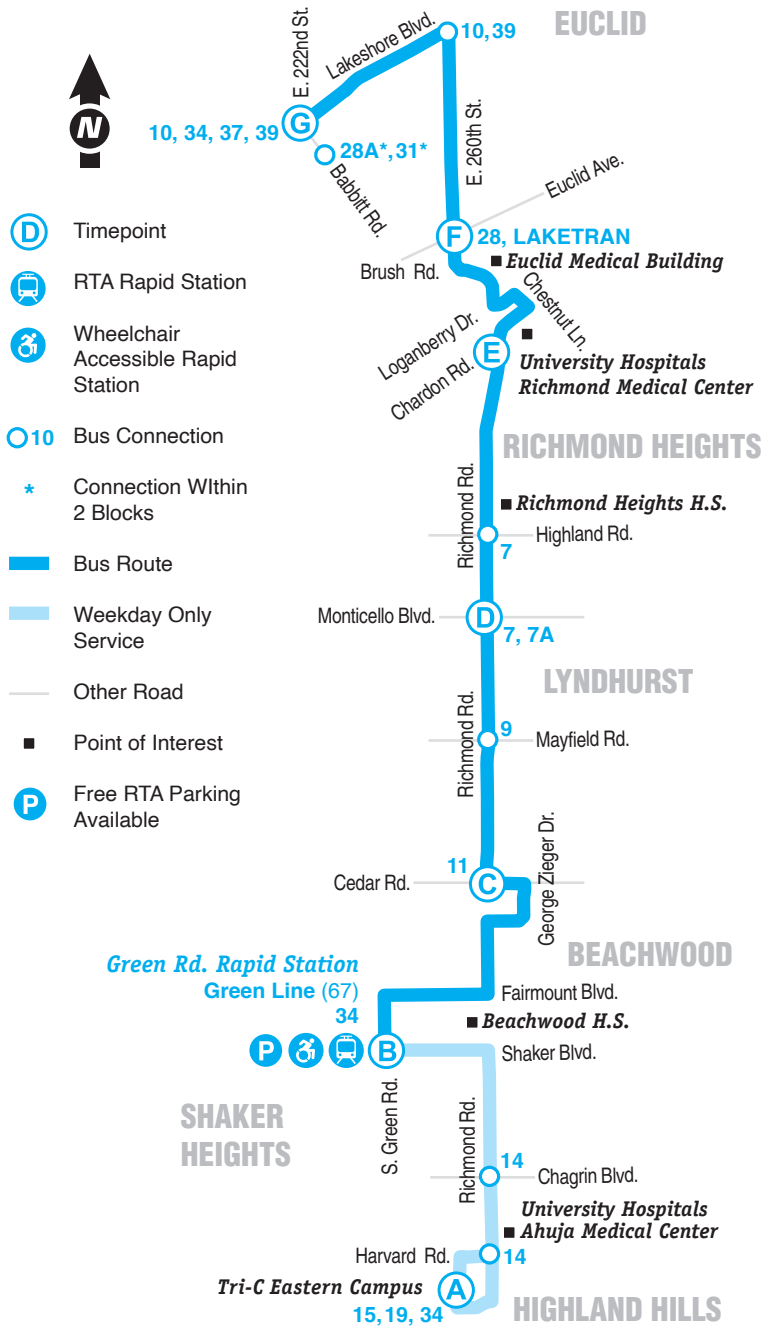 EUCLID
10, 39
Lakeshore Blvd.
E. 222nd St.
N
G
10, 34, 37, 39
28A*, 31*
Babbitt Rd.
E. 260th St.
Euclid Ave.
F
28, LAKETRAN
Brush Rd.
Euclid Medical Building
Chestnut Ln.
Loganberry Dr.
E
Chardon Rd.
University Hospitals
Richmond Medical Center
RICHMOND HEIGHTS
Richmond Rd.
Richmond Heights H.S.
Highland Rd.
7
Monticello Blvd.
D
7, 7A
LYNDHURST
Richmond Rd.
9
Mayfield Rd.
11
Cedar Rd.
C
George Zieger Dr.
BEACHWOOD
Green Rd. Rapid Station
Green Line (67)
34
Fairmount Blvd.
Beachwood H.S.
P
B
Shaker Blvd.
S. Green Rd.
SHAKER
HEIGHTS
Richmond Rd.
14
Chagrin Blvd.
University Hospitals
Ahuja Medical Center
Harvard Rd.
14
Tri-C Eastern Campus
A
15, 19, 34
HIGHLAND HILLS
D
Timepoint
RTA Rapid Station
Wheelchair
Accessible Rapid
Station
10
Bus Connection
*
Connection WIthin
2 Blocks
Bus Route
Weekday Only
Service
Other Road
Point of Interest
P
Free RTA Parking
Available